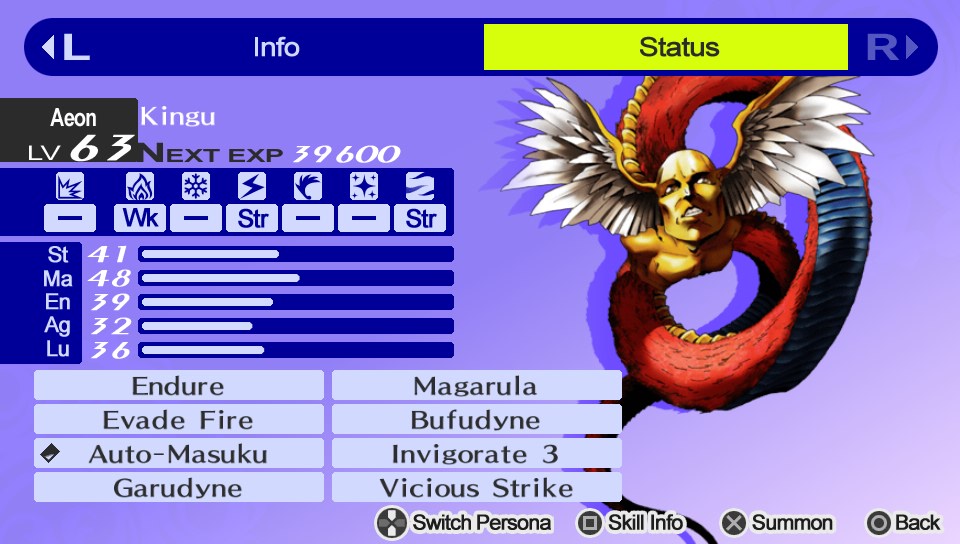 L Info Status R
Aeon Kingu
LV 63 NEXT EXP 39600
— Wk — Str — — Str
St 41
Ma 48
En 39
Ag 32
Lu 36
Endure Magarula
Evade Fire Bufudyne
Auto-Masuku Invigorate 3
Garudyne Vicious Strike
Switch Persona Skill Info Summon Back